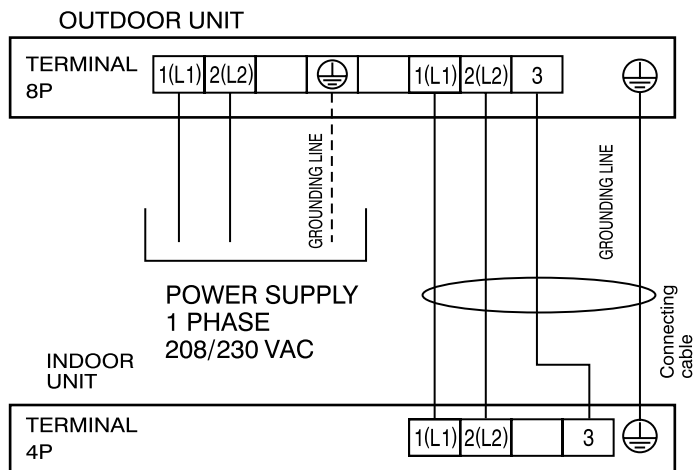 OUTDOOR UNIT
TERMINAL
8P
1(L1) 2(L2) 1(L1) 2(L2) 3
GROUNDING LINE
GROUNDING LINE
POWER SUPPLY
1 PHASE
208/230 VAC
Connecting
cable
INDOOR
UNIT
TERMINAL
4P
1(L1) 2(L2) 3